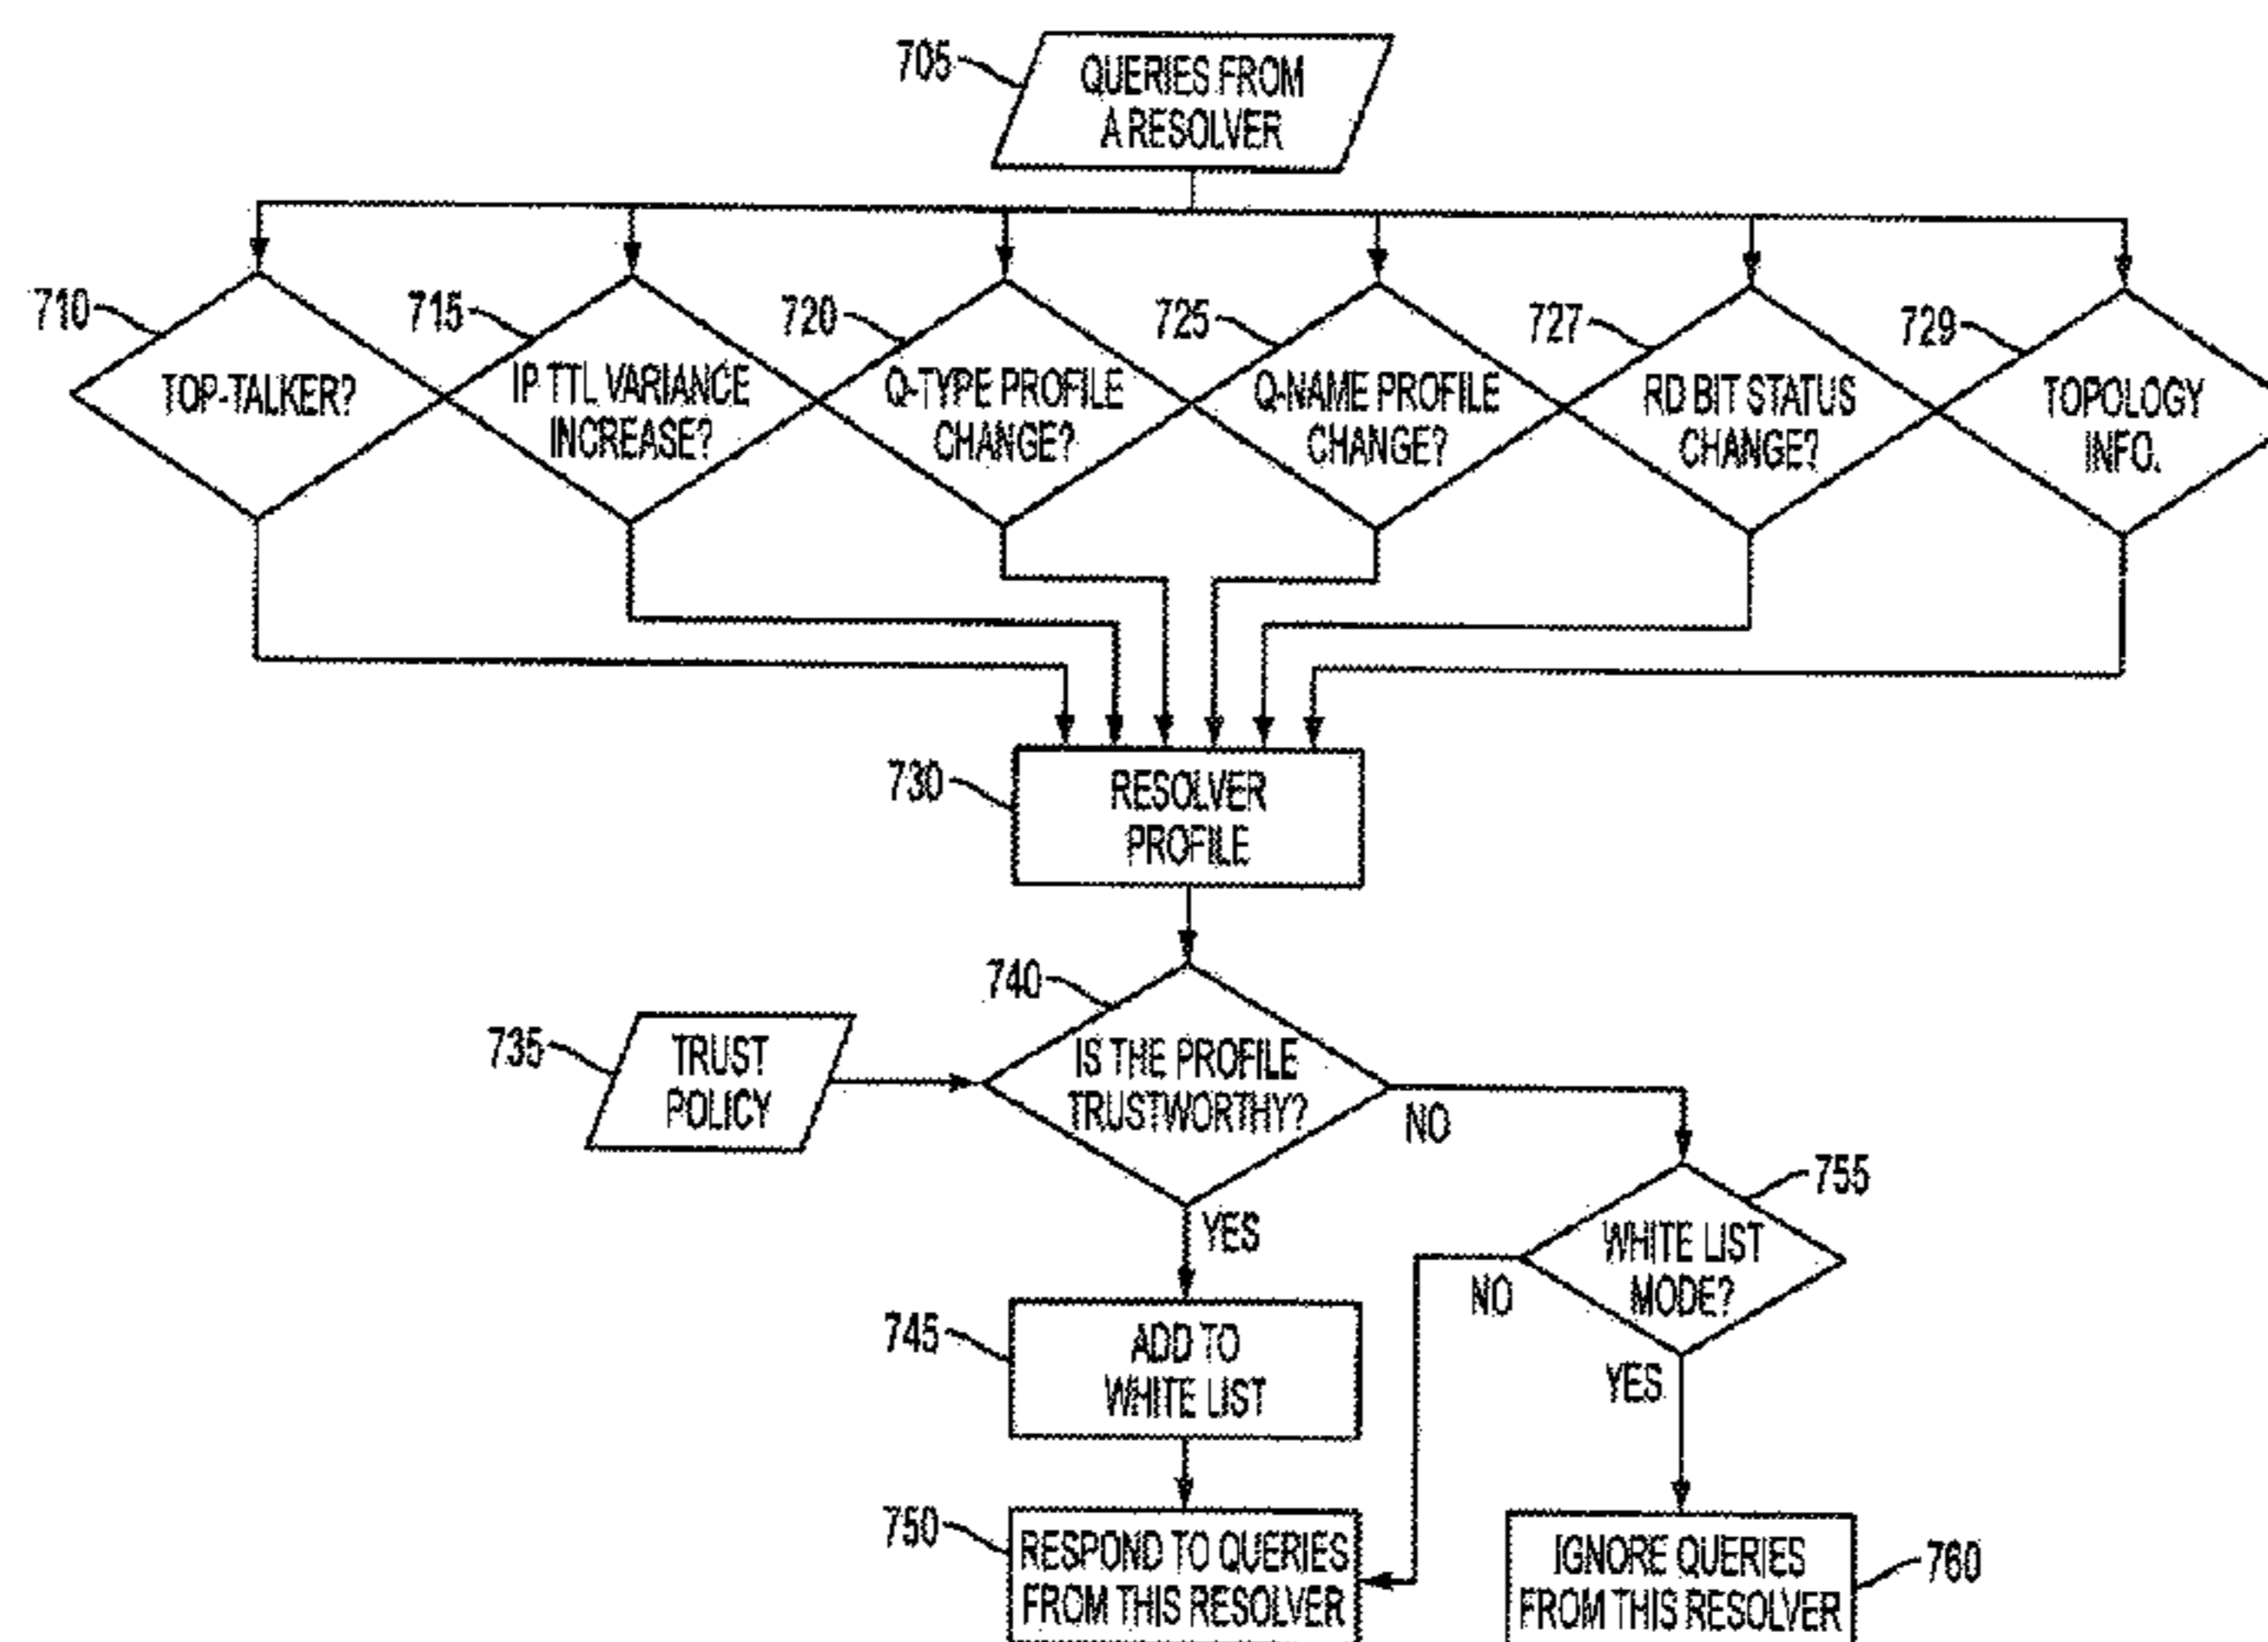 705
QUERIES FROM
A RESOLVER
710
TOP-TALKER?
715
IP TTL VARIANCE
INCREASE?
720
Q-TYPE PROFILE
CHANGE?
725
Q-NAME PROFILE
CHANGE?
727
RD BIT STATUS
CHANGE?
729
TOPOLOGY
INFO.
730
RESOLVER
PROFILE
735
TRUST
POLICY
740
IS THE PROFILE
TRUSTWORTHY?
NO
YES
755
WHITE LIST
MODE?
NO
YES
745
ADD TO
WHITE LIST
750
RESPOND TO QUERIES
FROM THIS RESOLVER
IGNORE QUERIES
FROM THIS RESOLVER
760